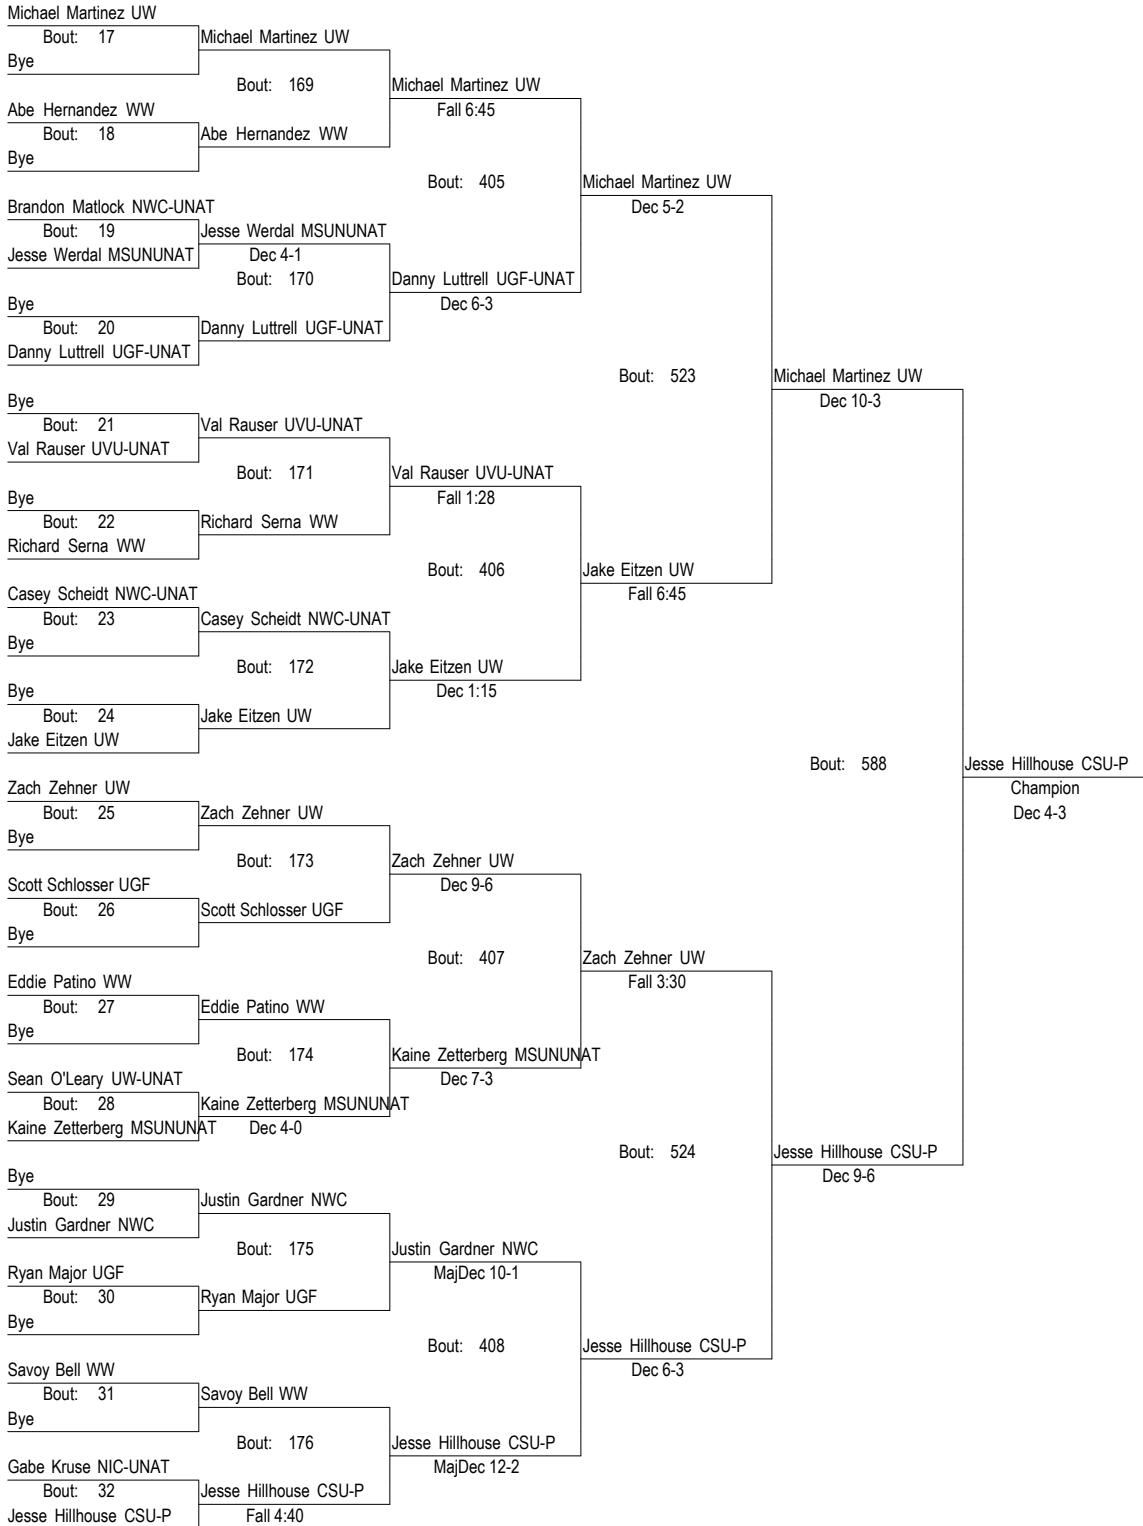 Michael Martinez UW
Bout: 17
Michael Martinez UW
Bye
Bout: 169
Michael Martinez UW
Abe Hernandez WW
Fall 6:45
Bout: 18
Abe Hernandez WW
Bye
Bout: 405
Michael Martinez UW
Brandon Matlock NWC-UNAT
Dec 5-2
Bout: 19
Jesse Werdal MSUNUNAT
Jesse Werdal MSUNUNAT
Dec 4-1
Bout: 170
Danny Luttrell UGF-UNAT
Bye
Dec 6-3
Bout: 20
Danny Luttrell UGF-UNAT
Danny Luttrell UGF-UNAT
Bout: 523
Michael Martinez UW
Bye
Dec 10-3
Bout: 21
Val Rauser UVU-UNAT
Val Rauser UVU-UNAT
Bout: 171
Val Rauser UVU-UNAT
Bye
Fall 1:28
Bout: 22
Richard Serna WW
Richard Serna WW
Bout: 406
Jake Eitzen UW
Casey Scheidt NWC-UNAT
Fall 6:45
Bout: 23
Casey Scheidt NWC-UNAT
Bye
Bout: 172
Jake Eitzen UW
Bye
Dec 1:15
Bout: 24
Jake Eitzen UW
Jake Eitzen UW
Bout: 588
Jesse Hillhouse CSU-P
Zach Zehner UW
Champion
Bout: 25
Zach Zehner UW
Dec 4-3
Bye
Bout: 173
Zach Zehner UW
Scott Schlosser UGF
Dec 9-6
Bout: 26
Scott Schlosser UGF
Bye
Bout: 407
Zach Zehner UW
Eddie Patino WW
Fall 3:30
Bout: 27
Eddie Patino WW
Bye
Bout: 174
Kaine Zetterberg MSUNUNAT
Sean O'Leary UW-UNAT
Dec 7-3
Bout: 28
Kaine Zetterberg MSUNUNAT
Kaine Zetterberg MSUNUNAT
Dec 4-0
Bout: 524
Jesse Hillhouse CSU-P
Bye
Dec 9-6
Bout: 29
Justin Gardner NWC
Justin Gardner NWC
Bout: 175
Justin Gardner NWC
Ryan Major UGF
MajDec 10-1
Bout: 30
Ryan Major UGF
Bye
Bout: 408
Jesse Hillhouse CSU-P
Savoy Bell WW
Dec 6-3
Bout: 31
Savoy Bell WW
Bye
Bout: 176
Jesse Hillhouse CSU-P
Gabe Kruse NIC-UNAT
MajDec 12-2
Bout: 32
Jesse Hillhouse CSU-P
Jesse Hillhouse CSU-P
Fall 4:40